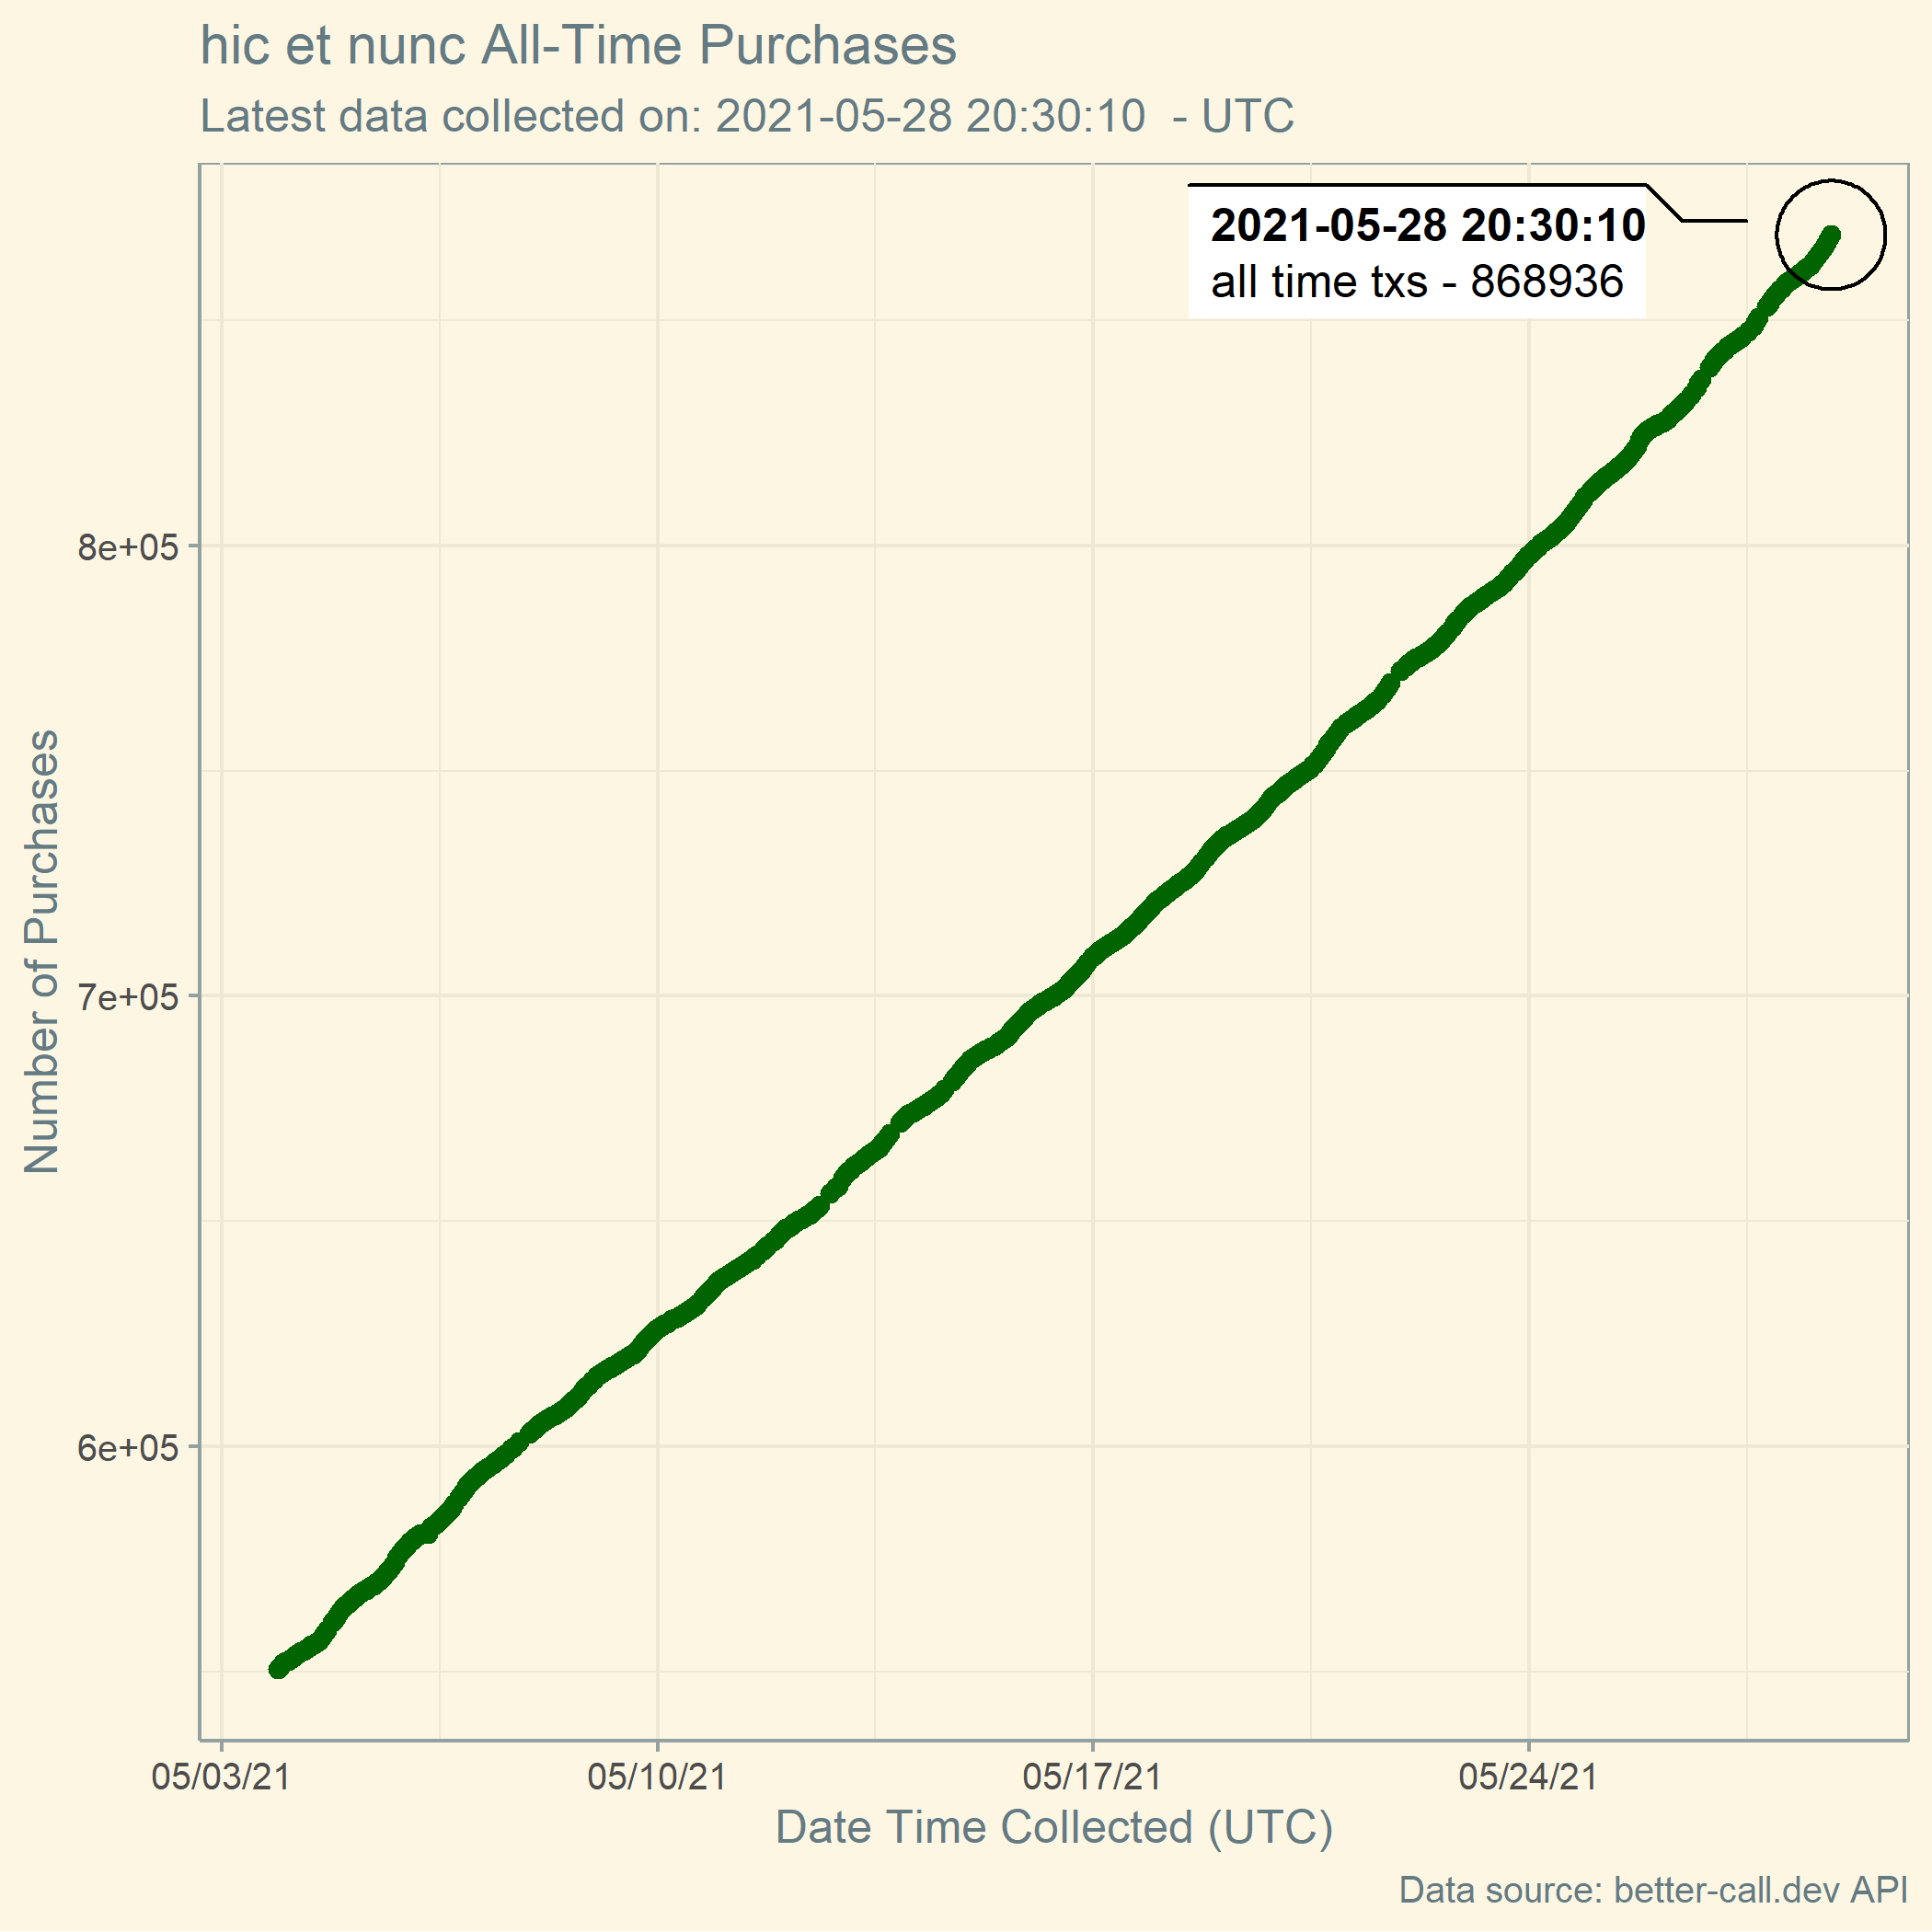 hic et nunc All-Time Purchases
Latest data collected on: 2021-05-28 20:30:10  - UTC
2021-05-28 20:30:10
all time txs - 868936
Number of Purchases
8e+05
7e+05
6e+05
05/03/21
05/10/21
05/17/21
05/24/21
Date Time Collected (UTC)
Data source: better-call.dev API